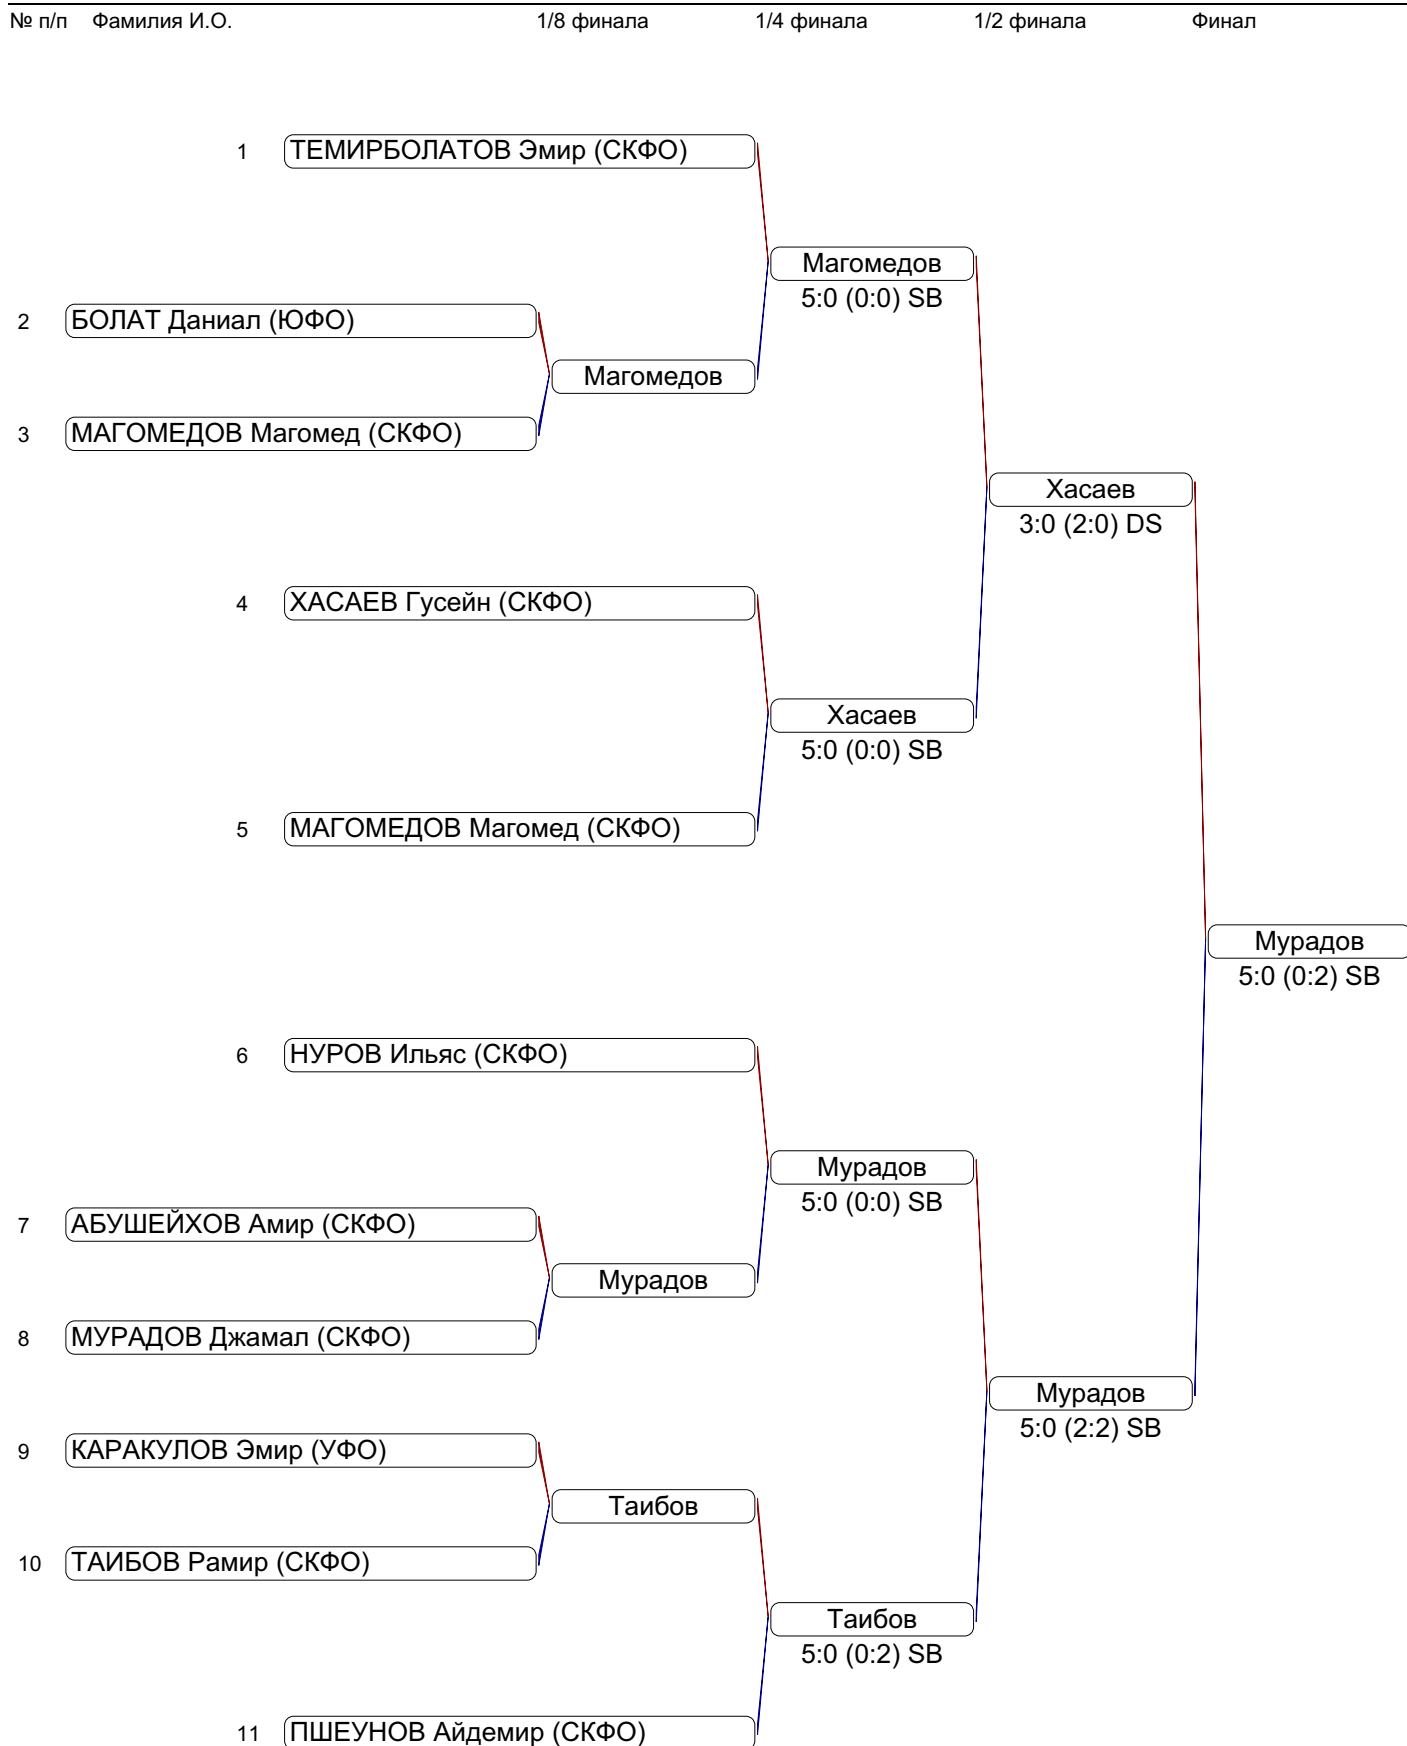 № п/п Фамилия И.О. 1/8 финала 1/4 финала 1/2 финала Финал
1 ТЕМИРБОЛАТОВ Эмир (СКФО)
Магомедов
5:0 (0:0) SB
2 БОЛАТ Даниал (ЮФО)
Магомедов
3 МАГОМЕДОВ Магомед (СКФО)
Хасаев
3:0 (2:0) DS
4 ХАСАЕВ Гусейн (СКФО)
Хасаев
5:0 (0:0) SB
5 МАГОМЕДОВ Магомед (СКФО)
Мурадов
5:0 (0:2) SB
6 НУРОВ Ильяс (СКФО)
Мурадов
5:0 (0:0) SB
7 АБУШЕЙХОВ Амир (СКФО)
Мурадов
8 МУРАДОВ Джамал (СКФО)
Мурадов
5:0 (2:2) SB
9 КАРАКУЛОВ Эмир (УФО)
Таибов
10 ТАИБОВ Рамир (СКФО)
Таибов
5:0 (0:2) SB
11 ПШЕУНОВ Айдемир (СКФО)